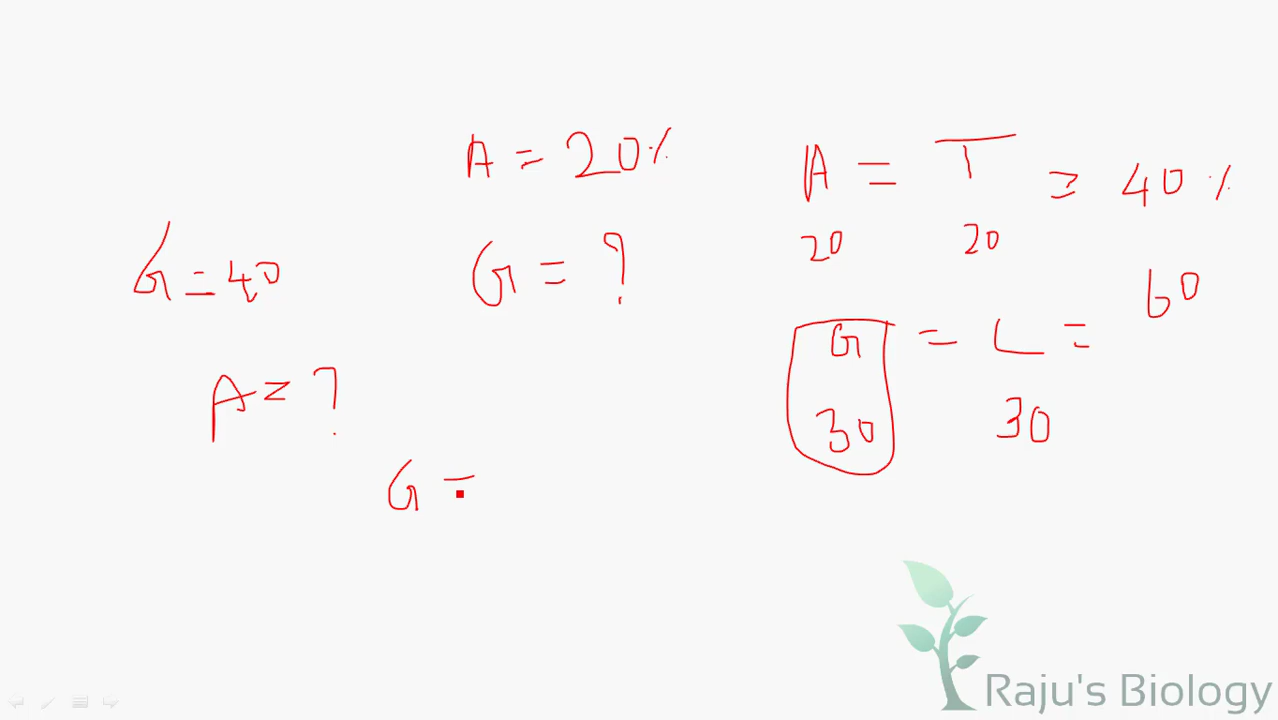 A = 20%
G = ?
A = T = 40%
20 20
60
G = C =
30 30
G = 40
A = ?
G =
Raju's Biology